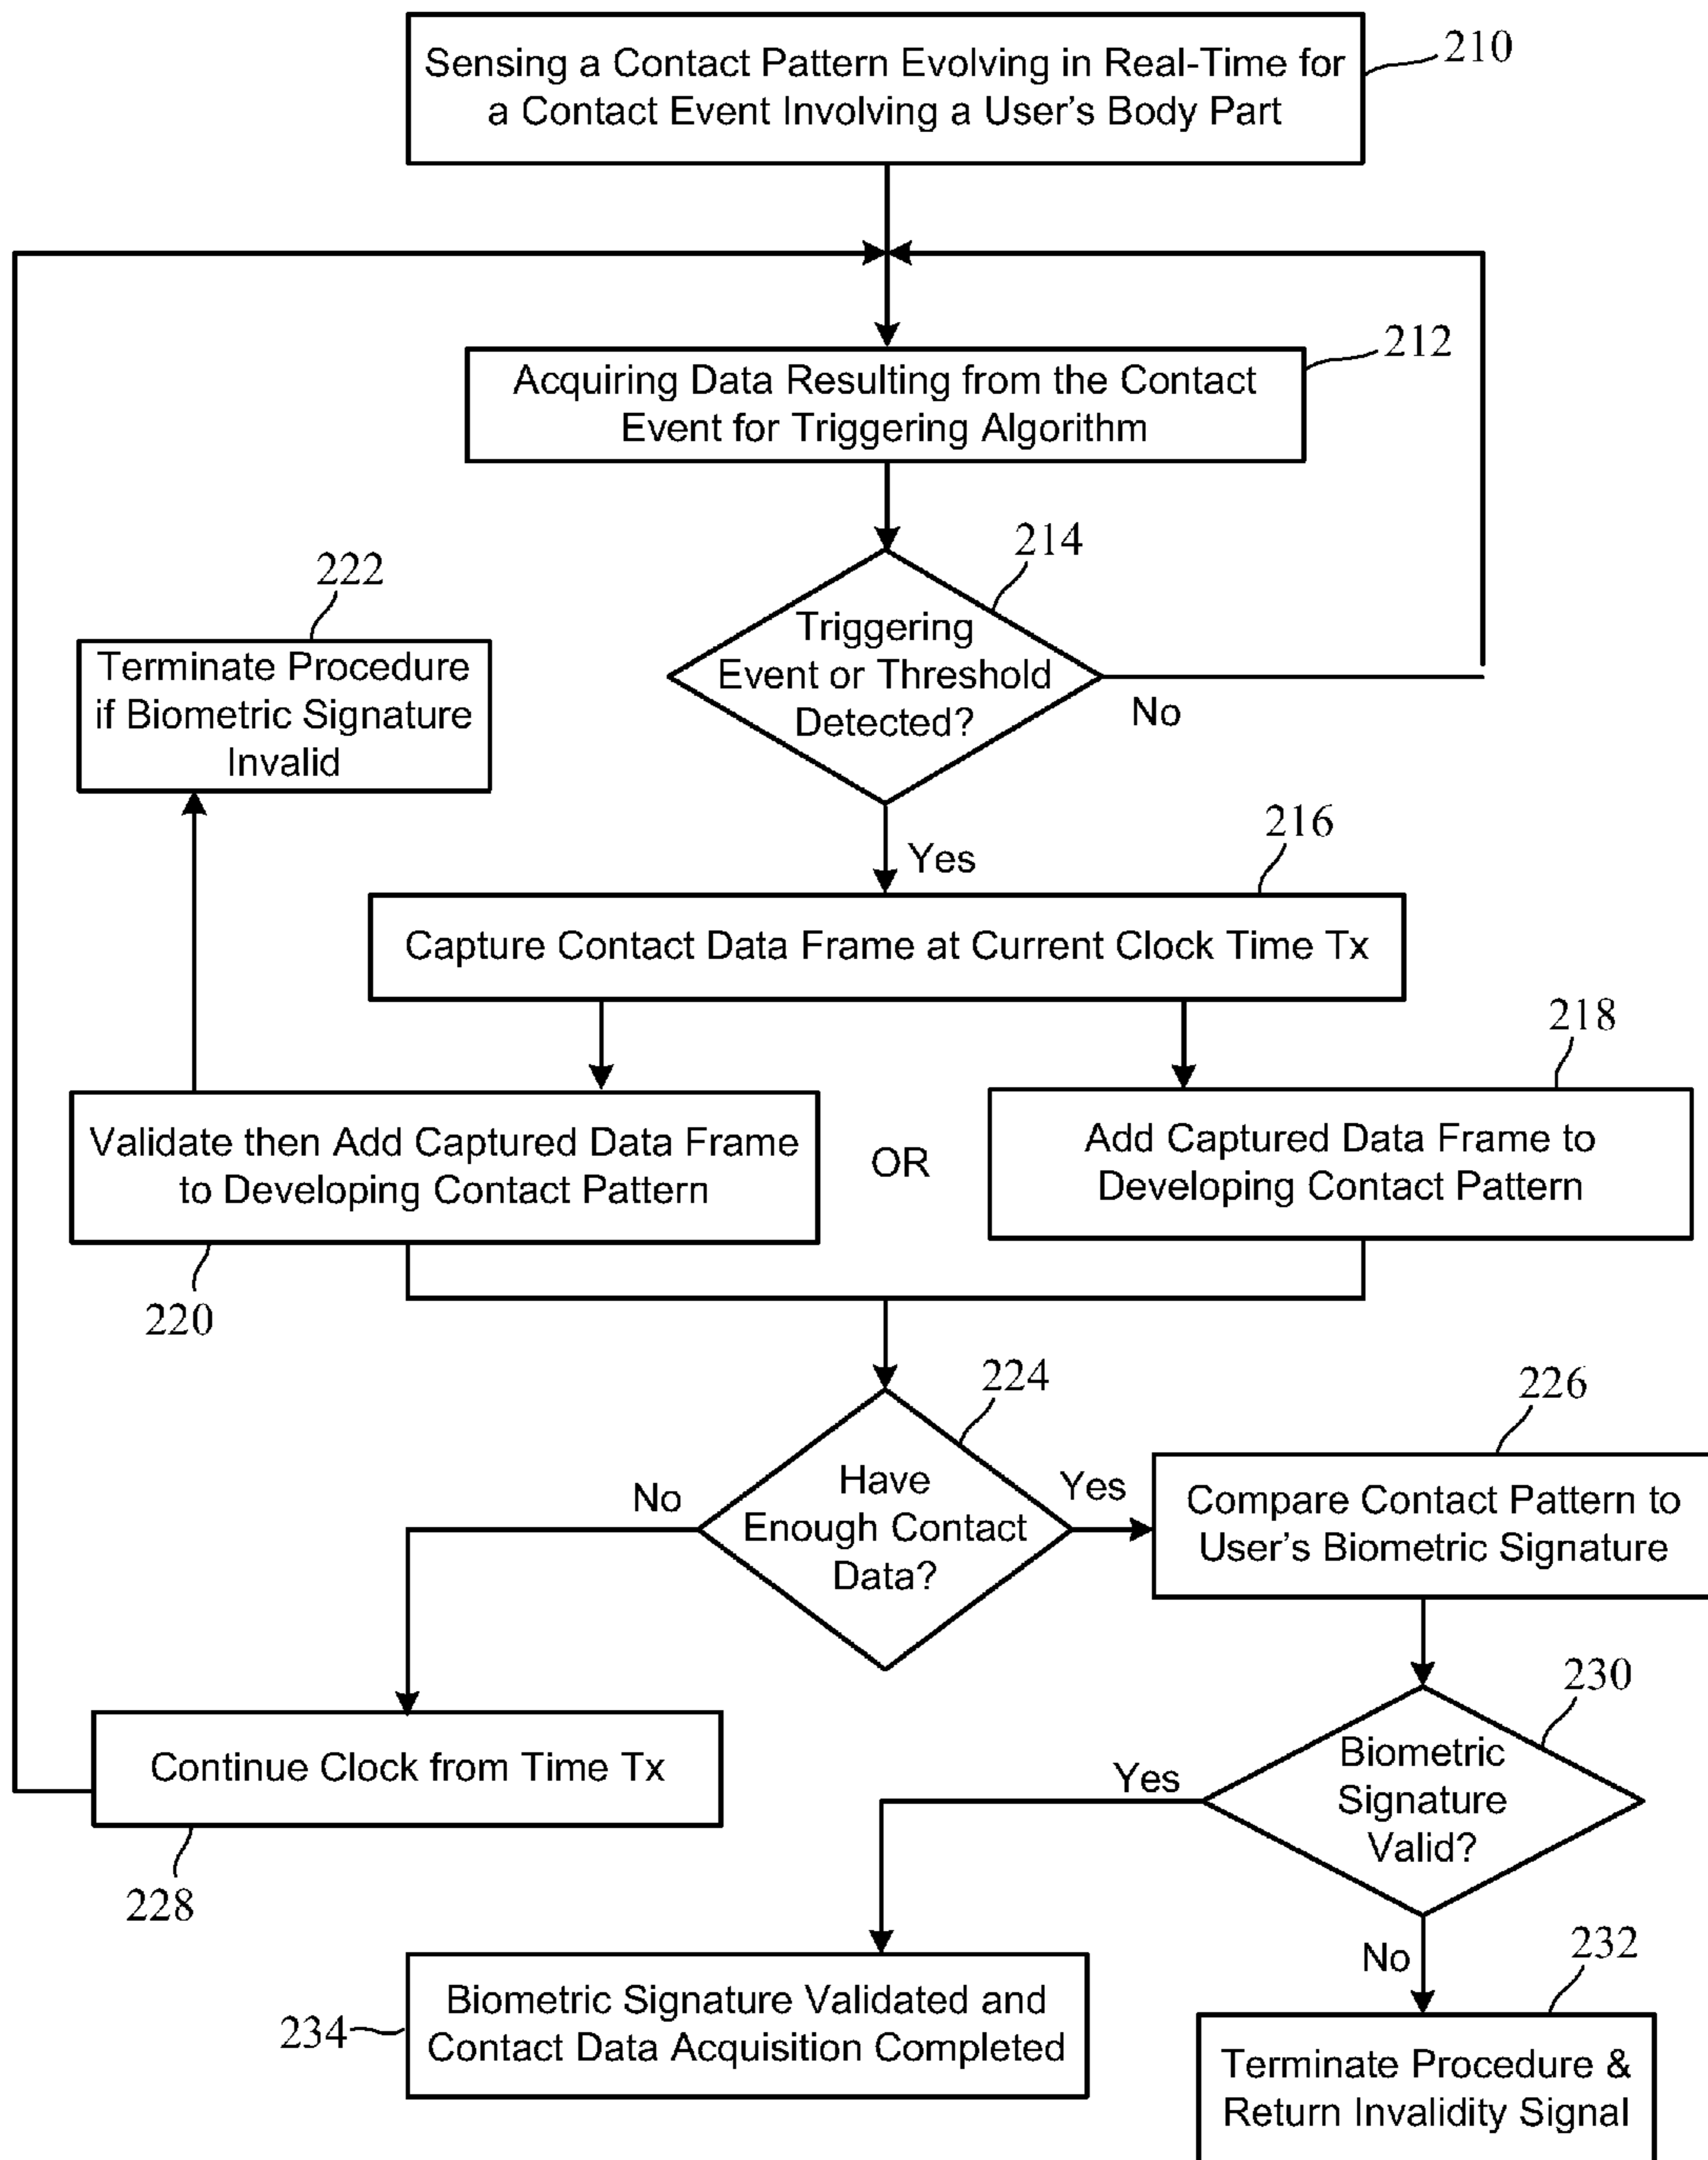 Sensing a Contact Pattern Evolving in Real-Time for
a Contact Event Involving a User's Body Part
210
Acquiring Data Resulting from the Contact
Event for Triggering Algorithm
212
214
Triggering
Event or Threshold
Detected?
No
222
Terminate Procedure
if Biometric Signature
Invalid
Yes
216
Capture Contact Data Frame at Current Clock Time Tx
218
Validate then Add Captured Data Frame
to Developing Contact Pattern
OR
Add Captured Data Frame to
Developing Contact Pattern
220
224
Have
Enough Contact
Data?
No
Yes
226
Compare Contact Pattern to
User's Biometric Signature
Continue Clock from Time Tx
228
230
Biometric
Signature
Valid?
Yes
No
232
234
Biometric Signature Validated and
Contact Data Acquisition Completed
Terminate Procedure &
Return Invalidity Signal